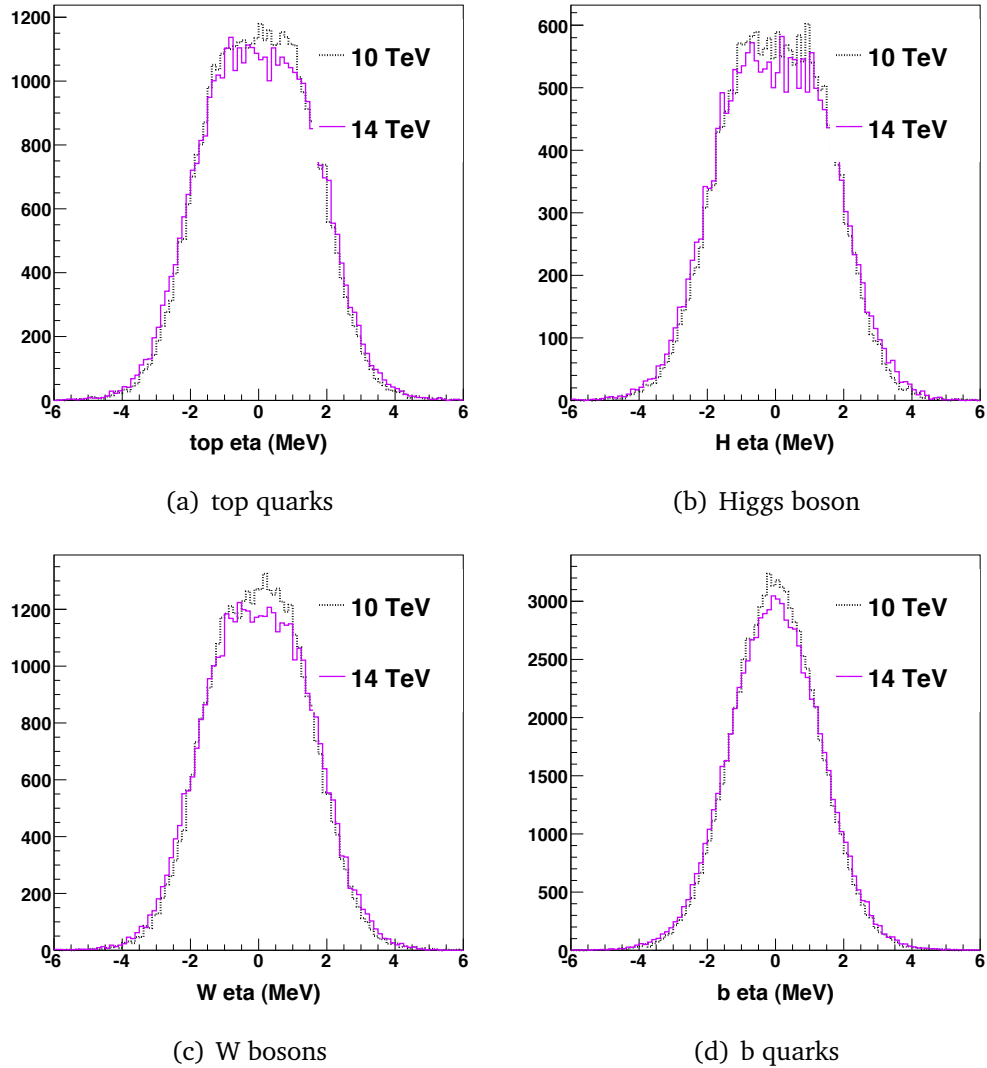 1200
1000
800
600
400
200
0
-6 -4 -2 0 2 4 6
top eta (MeV)
10 TeV
14 TeV
(a) top quarks
600
500
400
300
200
100
0
-6 -4 -2 0 2 4 6
H eta (MeV)
10 TeV
14 TeV
(b) Higgs boson
1200
1000
800
600
400
200
0
-6 -4 -2 0 2 4 6
W eta (MeV)
10 TeV
14 TeV
(c) W bosons
3000
2500
2000
1500
1000
500
0
-6 -4 -2 0 2 4 6
b eta (MeV)
10 TeV
14 TeV
(d) b quarks